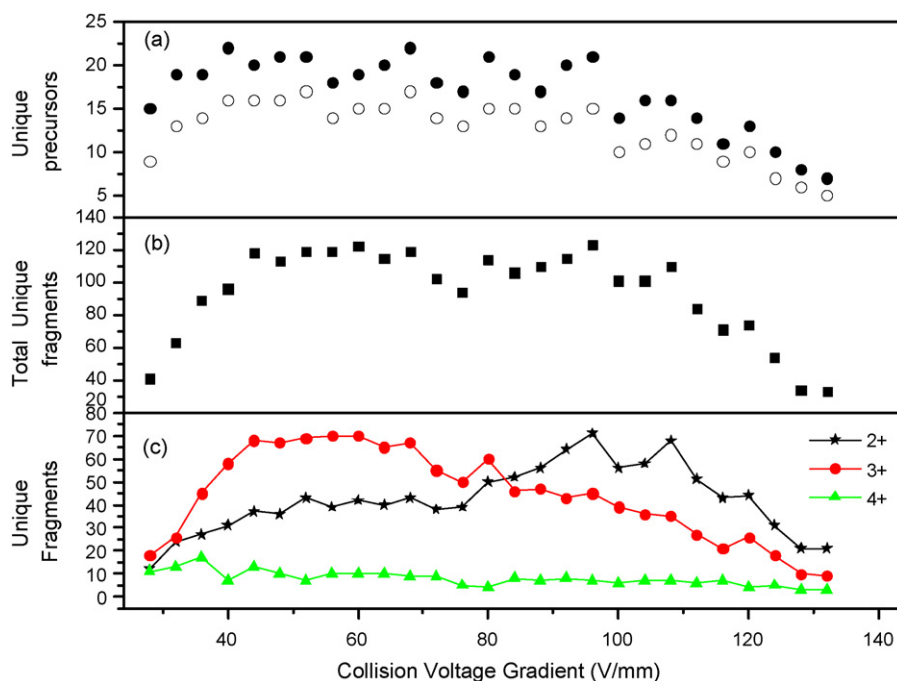 (a)
25
20
15
10
5
Unique
precursors
(b)
140
120
100
80
60
40
20
Total Unique
fragments
(c)
80
70
60
50
40
30
20
10
0
Unique
Fragments
2+
3+
4+
40 60 80 100 120 140
Collision Voltage Gradient (V/mm)